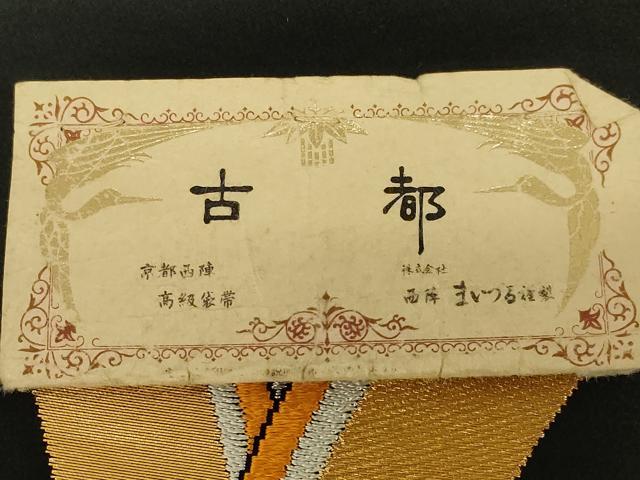 古都
京都西陣
高級袋帯
株式会社
西陣 まいづる謹製